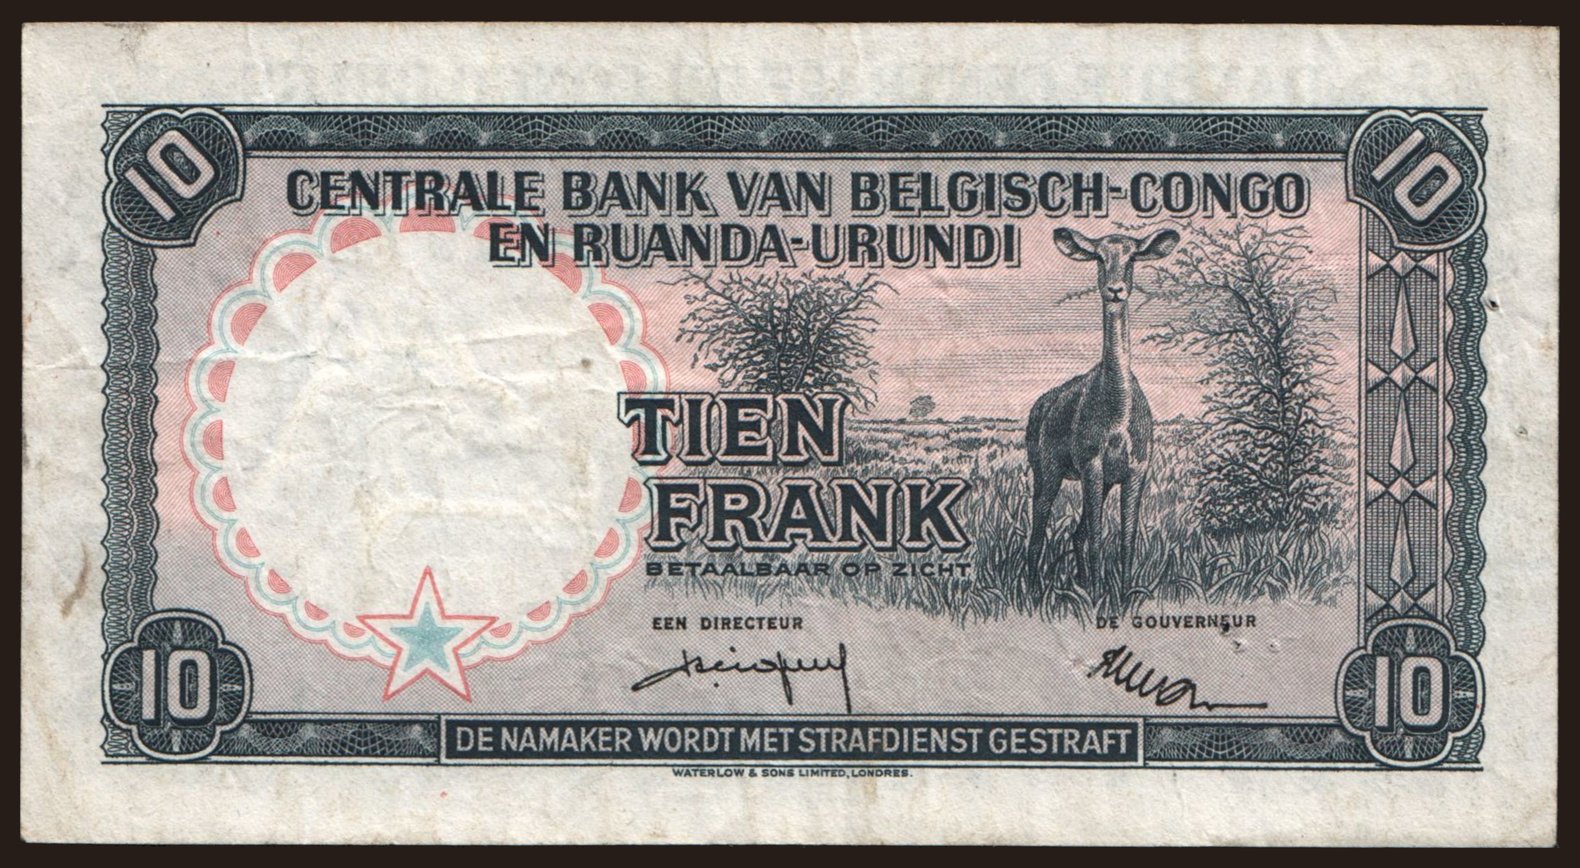 10 10
CENTRALE BANK VAN BELGISCH-CONGO
EN RUANDA-URUNDI
TIEN
FRANK
BETAALBAAR OP ZICHT
EEN DIRECTEUR DE GOUVERNEUR
10 10
DE NAMAKER WORDT MET STRAFDIENST GESTRAFT
WATERLOW & SONS LIMITED, LONDRES.